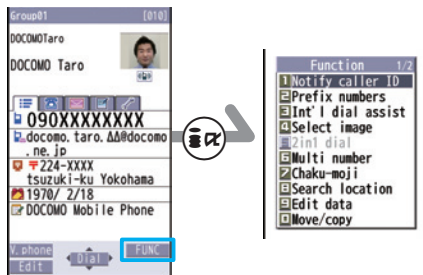 Group01 [010]
DOCOMOTaro
DOCOMO Taro
090XXXXXXXX
docomo.taro.ΔΔ@docomo
.ne.jp
〒224-XXXX
tsuzuki-ku Yokohama
1970/ 2/18
DOCOMO Mobile Phone
V.phone FUNC
Dial
Edit
iα
Function 1/2
1 Notify caller ID
2 Prefix numbers
3 Int'l dial assist
4 Select image
5 2in1 dial
6 Multi number
7 Chaku-moji
8 Search location
9 Edit data
0 Move/copy